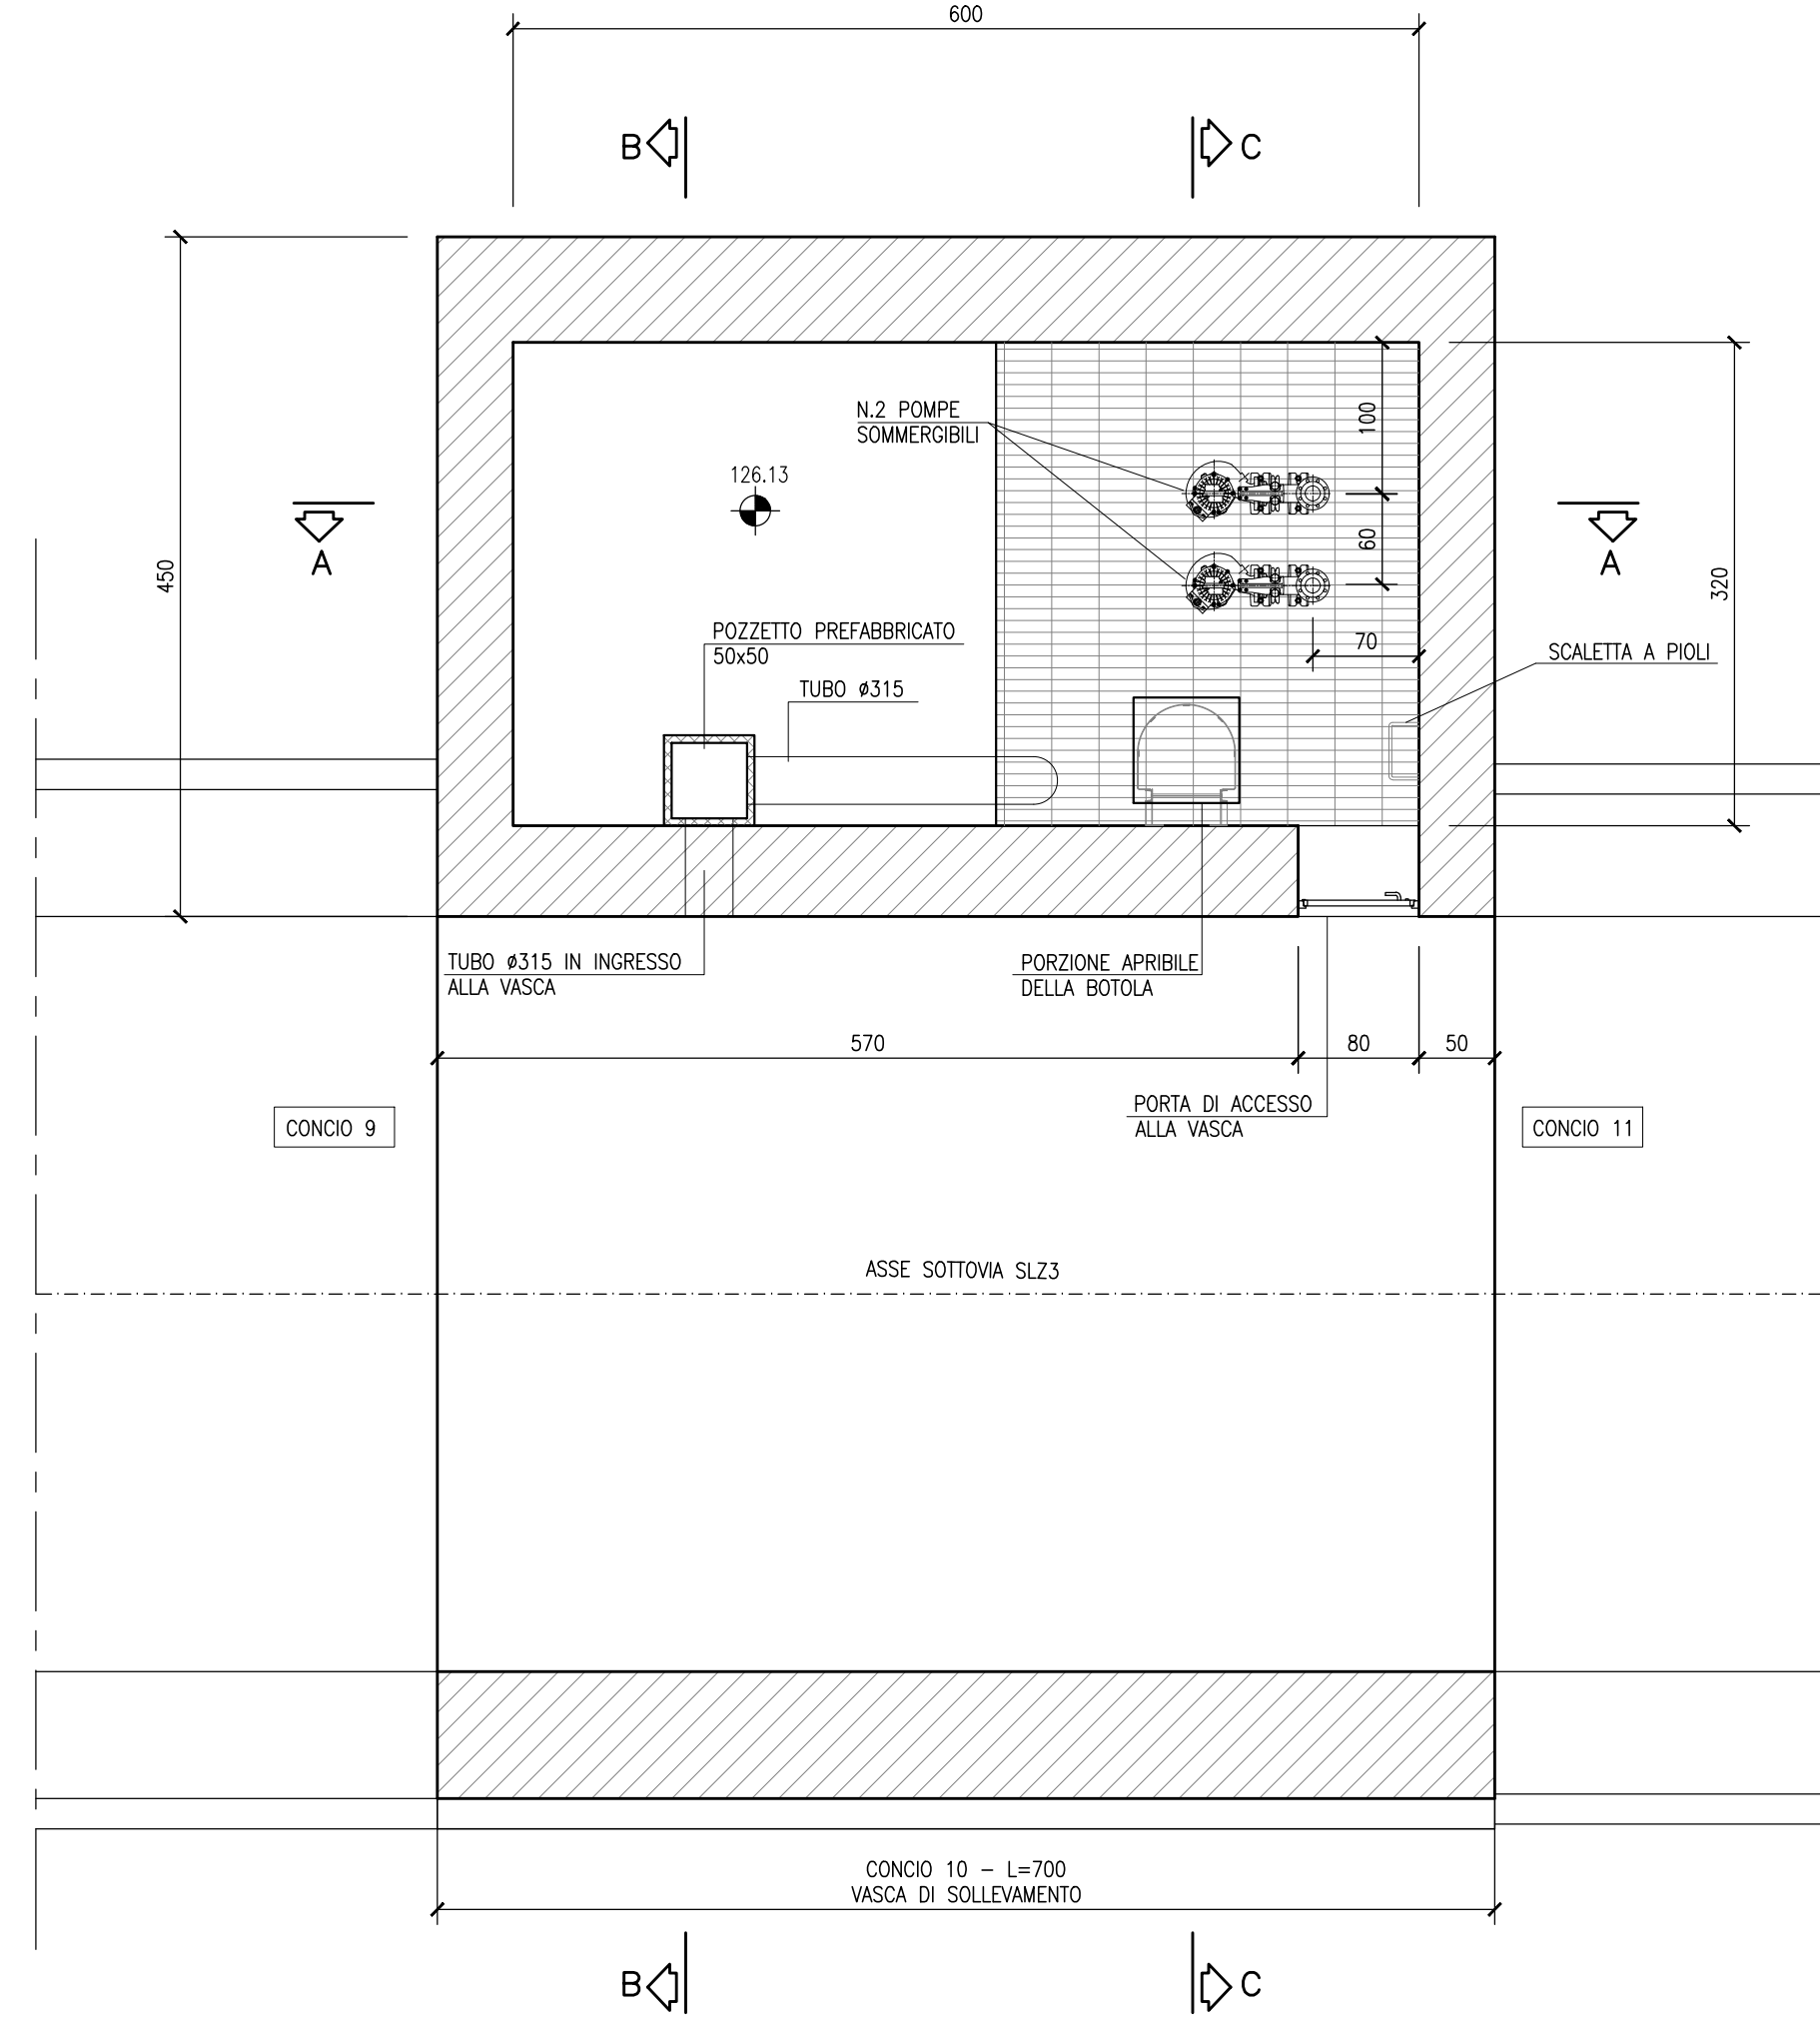 600
B
C
N.2 POMPE
SOMMERGIBILI
100
126.13
60
A
A
450
320
POZZETTO PREFABBRICATO
50x50
70
SCALETTA A PIOLI
TUBO ø315
TUBO ø315 IN INGRESSO
ALLA VASCA
PORZIONE APRIBILE
DELLA BOTOLA
570
80
50
PORTA DI ACCESSO
ALLA VASCA
CONCIO 9
CONCIO 11
ASSE SOTTOVIA SLZ3
CONCIO 10 – L=700
VASCA DI SOLLEVAMENTO
B
C